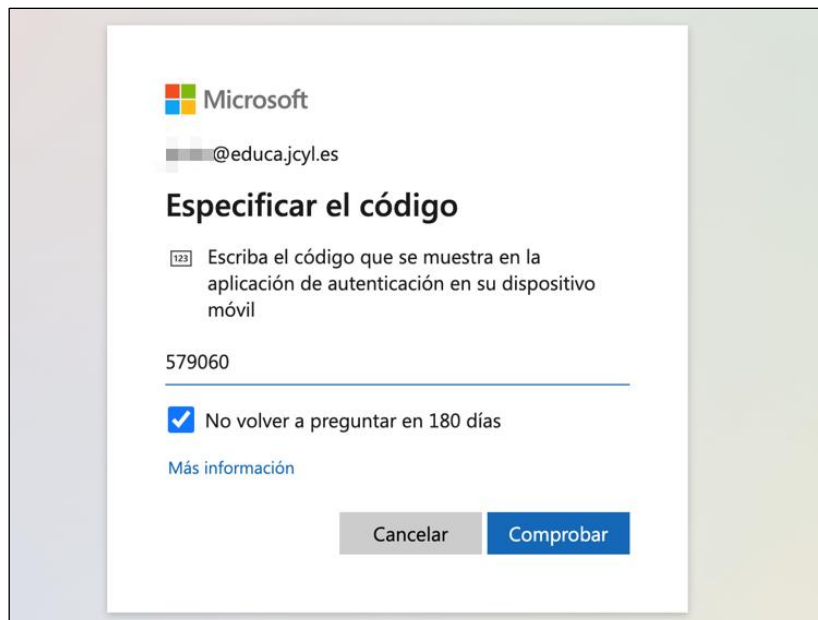 Microsoft
@educa.jcyl.es
Especificar el código
123
Escriba el código que se muestra en la
aplicación de autenticación en su dispositivo
móvil
579060
No volver a preguntar en 180 días
Más información
Cancelar
Comprobar